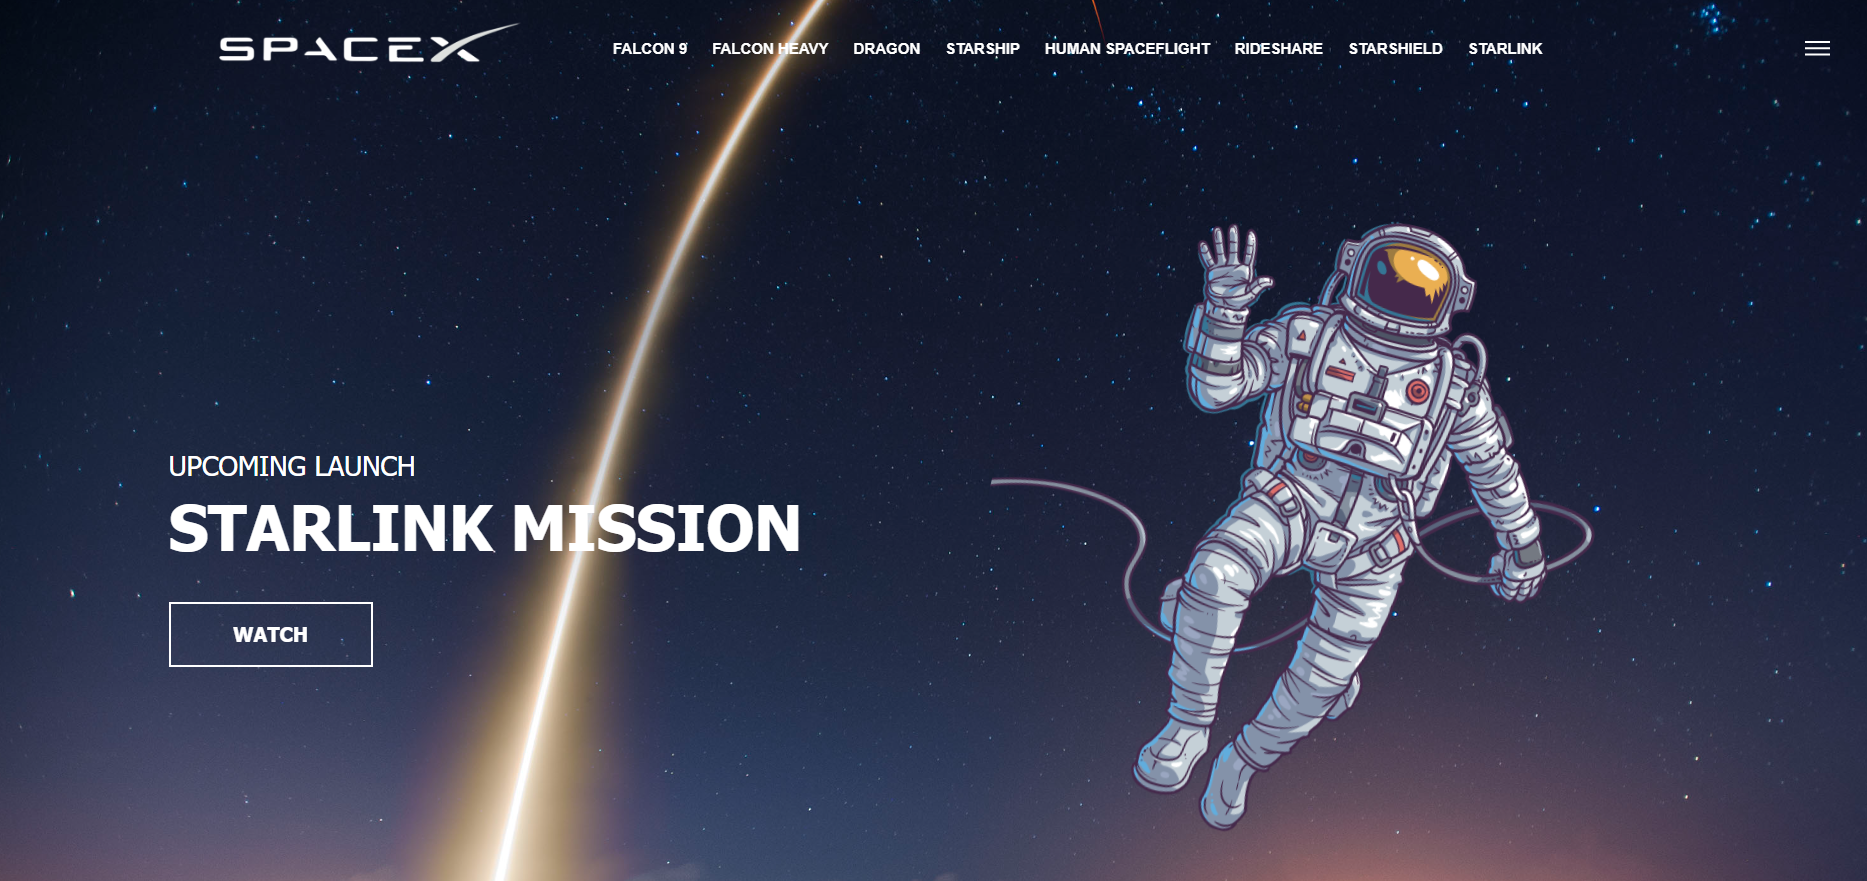 SPACEX
FALCON 9 FALCON HEAVY DRAGON STARSHIP HUMAN SPACEFLIGHT RIDESHARE STARSHIELD STARLINK
UPCOMING LAUNCH
STARLINK MISSION
WATCH